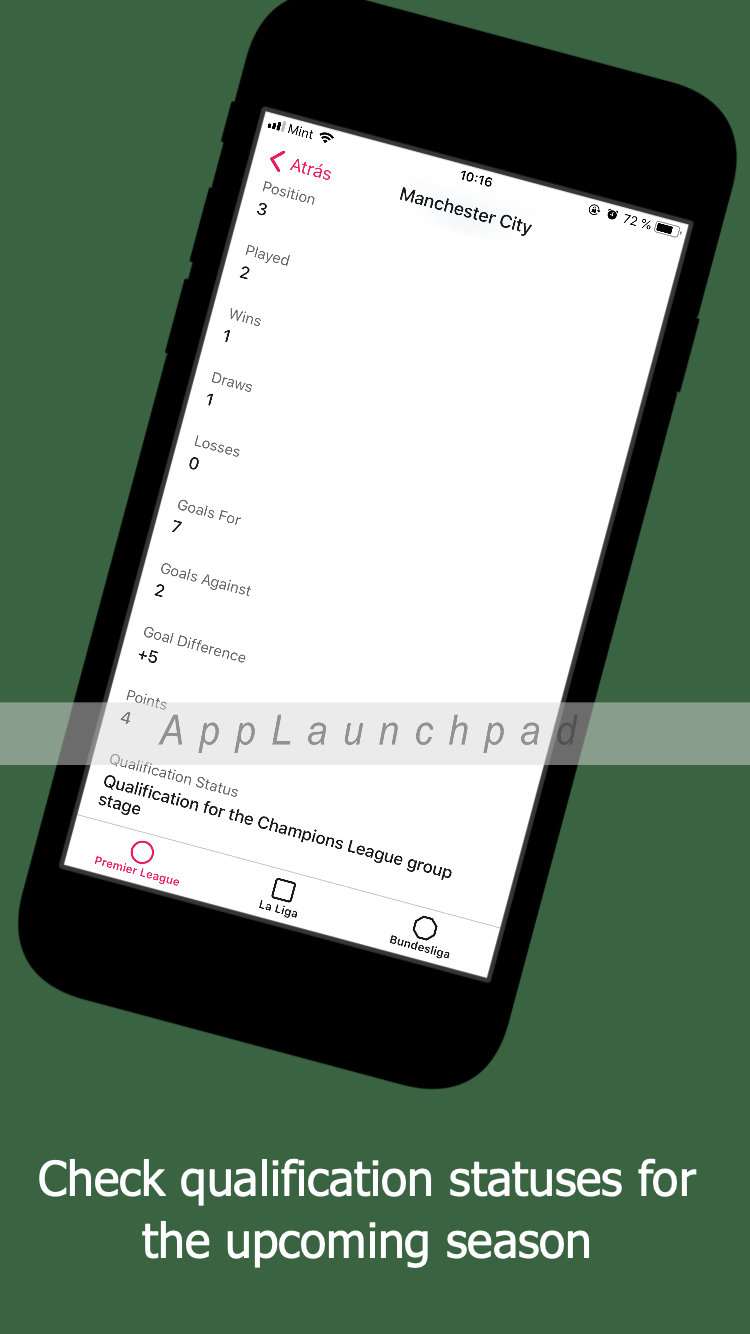 Mint
10:16
72 %
Atrás
Manchester City
Position
3
Played
2
Wins
1
Draws
1
Losses
0
Goals For
7
Goals Against
2
Goal Difference
+5
Points
4
AppLaunchpad
Qualification Status
Qualification for the Champions League group
stage
Premier League
La Liga
Bundesliga
Check qualification statuses for
the upcoming season